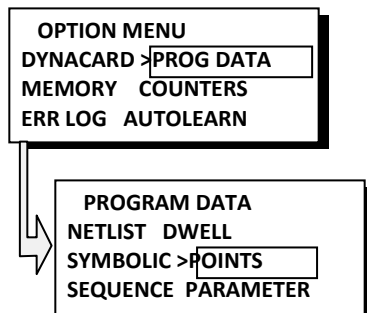 OPTION MENU
DYNACARD >PROG DATA
MEMORY COUNTERS
ERR LOG AUTOLEARN
PROGRAM DATA
NETLIST DWELL
SYMBOLIC >POINTS
SEQUENCE PARAMETER